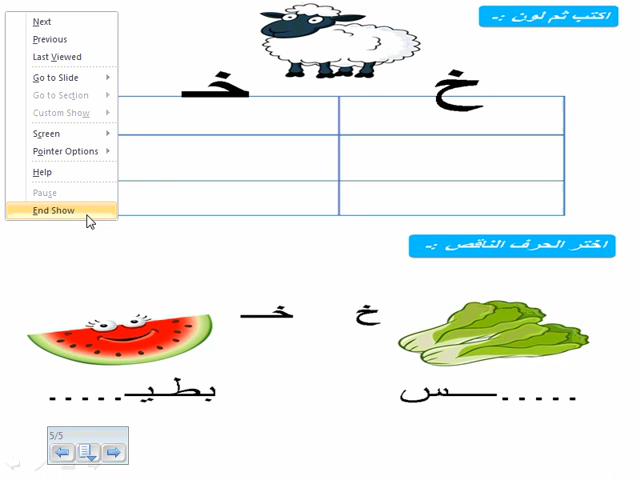 اكتب ثم لون :-
Next
Previous
Last Viewed
Go to Slide
Go to Section
Custom Show
Screen
Pointer Options
Help
Pause
End Show
خ
خـ
اختر الحرف الناقص :-
خ
خـ
.....ـس
بطيـ.....
5/5